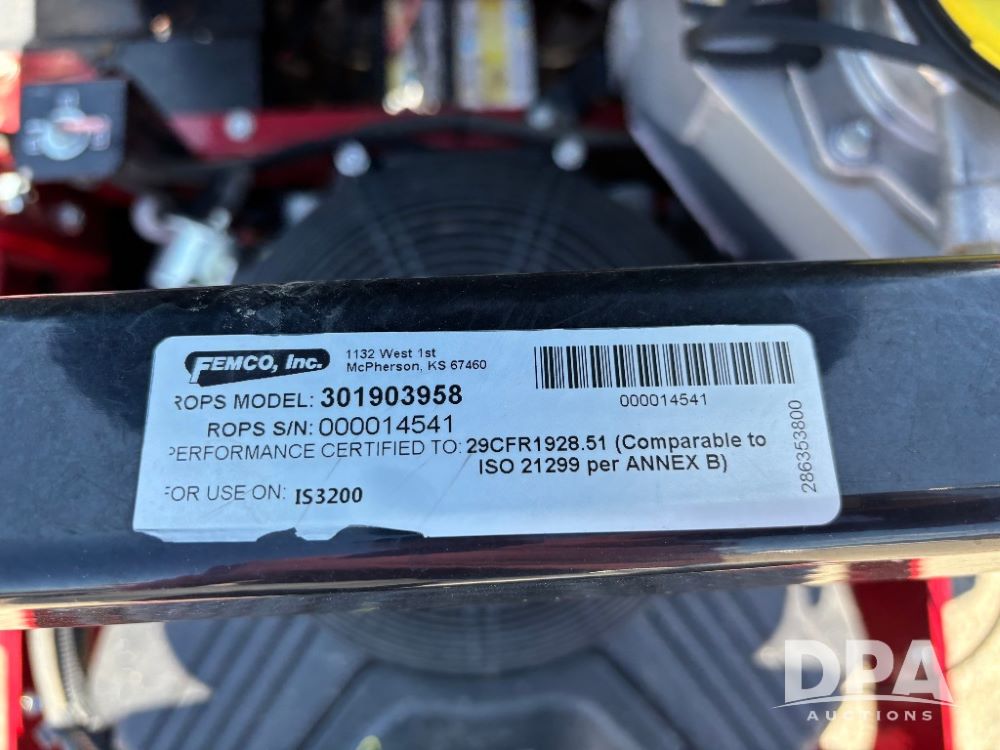 FEMCO, Inc.
1132 West 1st
McPherson, KS 67460
000014541
ROPS MODEL: 301903958
ROPS S/N: 000014541
PERFORMANCE CERTIFIED TO: 29CFR1928.51 (Comparable to
ISO 21299 per ANNEX B)
FOR USE ON: IS3200
286353800
DPA
AUCTIONS